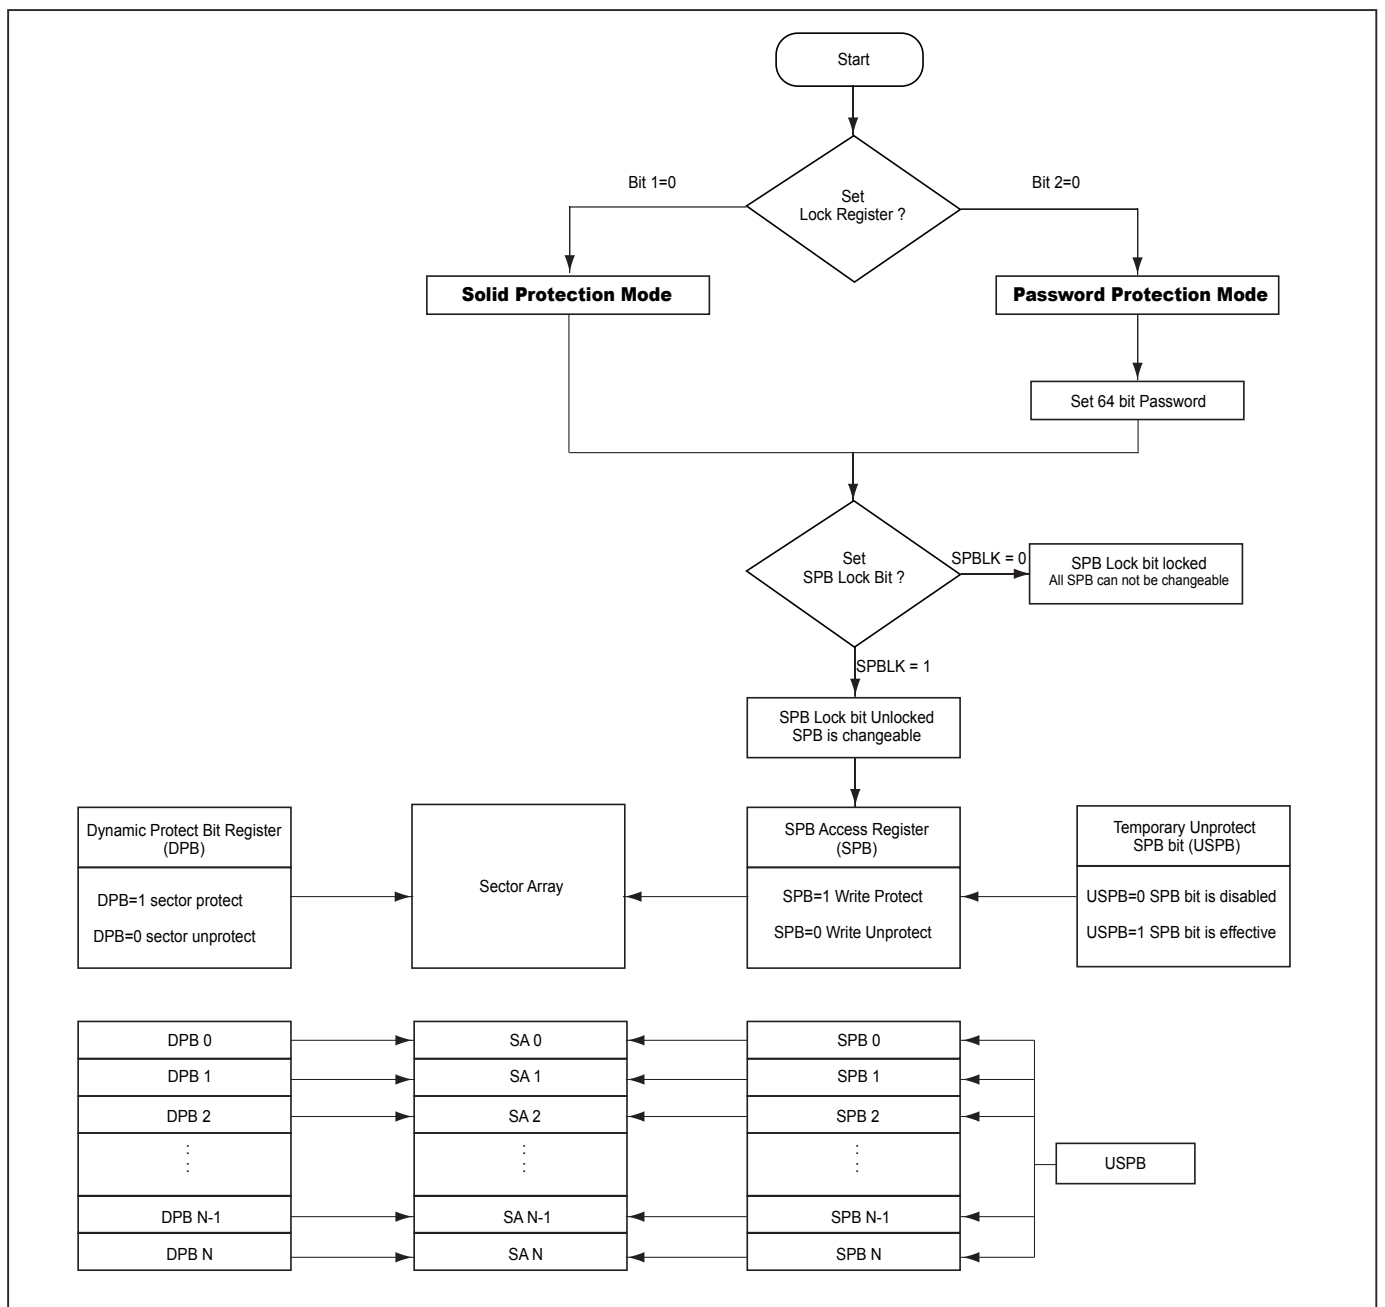 Start
Bit 1=0
Bit 2=0
Set
Lock Register ?
Solid Protection Mode
Password Protection Mode
Set 64 bit Password
Set
SPB Lock Bit ?
SPBLK = 0
SPB Lock bit locked
All SPB can not be changeable
SPBLK = 1
SPB Lock bit Unlocked
SPB is changeable
Dynamic Protect Bit Register
(DPB)
DPB=1 sector protect
DPB=0 sector unprotect
Sector Array
SPB Access Register
(SPB)
SPB=1 Write Protect
SPB=0 Write Unprotect
Temporary Unprotect
SPB bit (USPB)
USPB=0 SPB bit is disabled
USPB=1 SPB bit is effective
DPB 0
SA 0
SPB 0
DPB 1
SA 1
SPB 1
DPB 2
SA 2
SPB 2
USPB
DPB N-1
SA N-1
SPB N-1
DPB N
SA N
SPB N